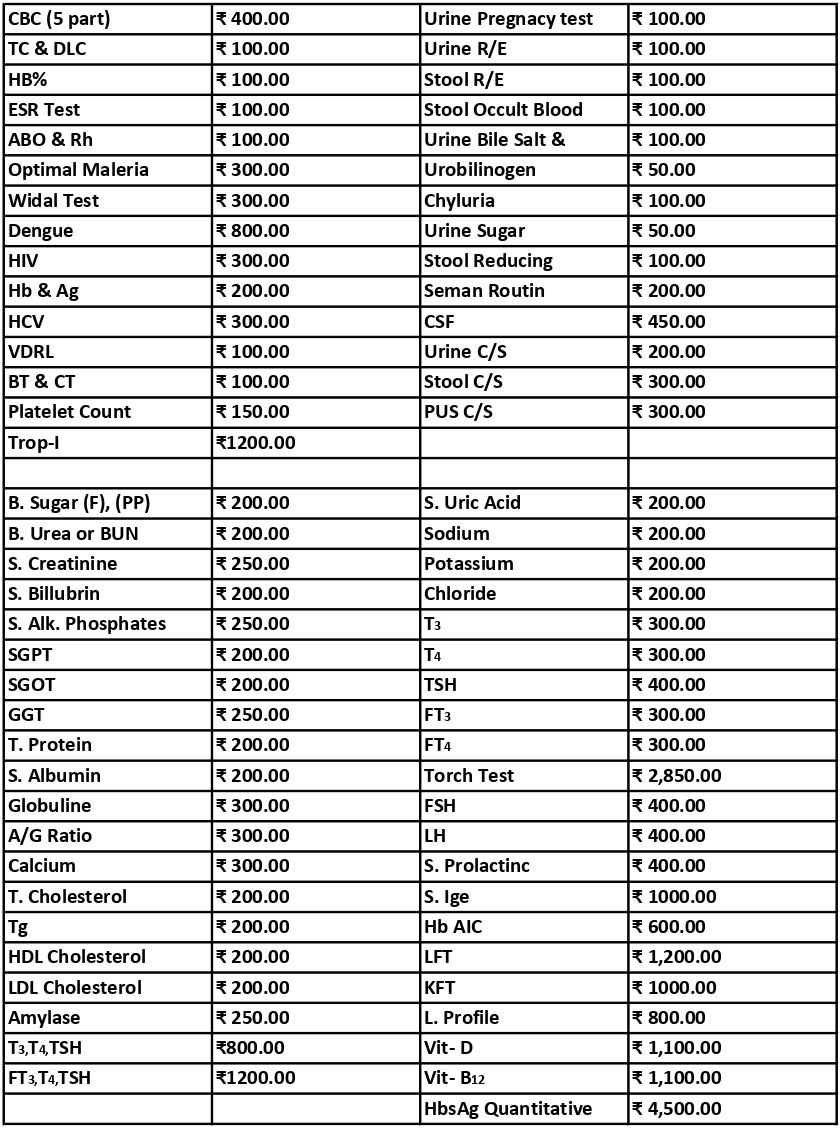 CBC (5 part) ₹ 400.00 Urine Pregnacy test ₹ 100.00
TC & DLC ₹ 100.00 Urine R/E ₹ 100.00
HB% ₹ 100.00 Stool R/E ₹ 100.00
ESR Test ₹ 100.00 Stool Occult Blood ₹ 100.00
ABO & Rh ₹ 100.00 Urine Bile Salt & ₹ 100.00
Optimal Maleria ₹ 300.00 Urobilinogen ₹ 50.00
Widal Test ₹ 300.00 Chyluria ₹ 100.00
Dengue ₹ 800.00 Urine Sugar ₹ 50.00
HIV ₹ 300.00 Stool Reducing ₹ 100.00
Hb & Ag ₹ 200.00 Seman Routin ₹ 200.00
HCV ₹ 300.00 CSF ₹ 450.00
VDRL ₹ 100.00 Urine C/S ₹ 200.00
BT & CT ₹ 100.00 Stool C/S ₹ 300.00
Platelet Count ₹ 150.00 PUS C/S ₹ 300.00
Trop-I ₹1200.00
B. Sugar (F), (PP) ₹ 200.00 S. Uric Acid ₹ 200.00
B. Urea or BUN ₹ 200.00 Sodium ₹ 200.00
S. Creatinine ₹ 250.00 Potassium ₹ 200.00
S. Billubrin ₹ 200.00 Chloride ₹ 200.00
S. Alk. Phosphates ₹ 250.00 T₃ ₹ 300.00
SGPT ₹ 200.00 T₄ ₹ 300.00
SGOT ₹ 200.00 TSH ₹ 400.00
GGT ₹ 250.00 FT₃ ₹ 300.00
T. Protein ₹ 200.00 FT₄ ₹ 300.00
S. Albumin ₹ 200.00 Torch Test ₹ 2,850.00
Globuline ₹ 300.00 FSH ₹ 400.00
A/G Ratio ₹ 300.00 LH ₹ 400.00
Calcium ₹ 300.00 S. Prolactinc ₹ 400.00
T. Cholesterol ₹ 200.00 S. Ige ₹ 1000.00
Tg ₹ 200.00 Hb AIC ₹ 600.00
HDL Cholesterol ₹ 200.00 LFT ₹ 1,200.00
LDL Cholesterol ₹ 200.00 KFT ₹ 1000.00
Amylase ₹ 250.00 L. Profile ₹ 800.00
T₃,T₄,TSH ₹800.00 Vit- D ₹ 1,100.00
FT₃,T₄,TSH ₹1200.00 Vit- B₁₂ ₹ 1,100.00
HbsAg Quantitative ₹ 4,500.00